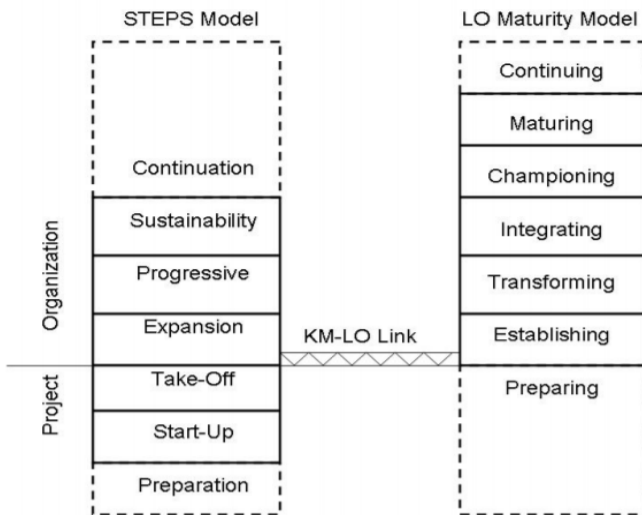 STEPS Model
LO Maturity Model
Continuation
Sustainability
Progressive
Expansion
Take-Off
Start-Up
Preparation
Organization
Project
KM-LO Link
Continuing
Maturing
Championing
Integrating
Transforming
Establishing
Preparing